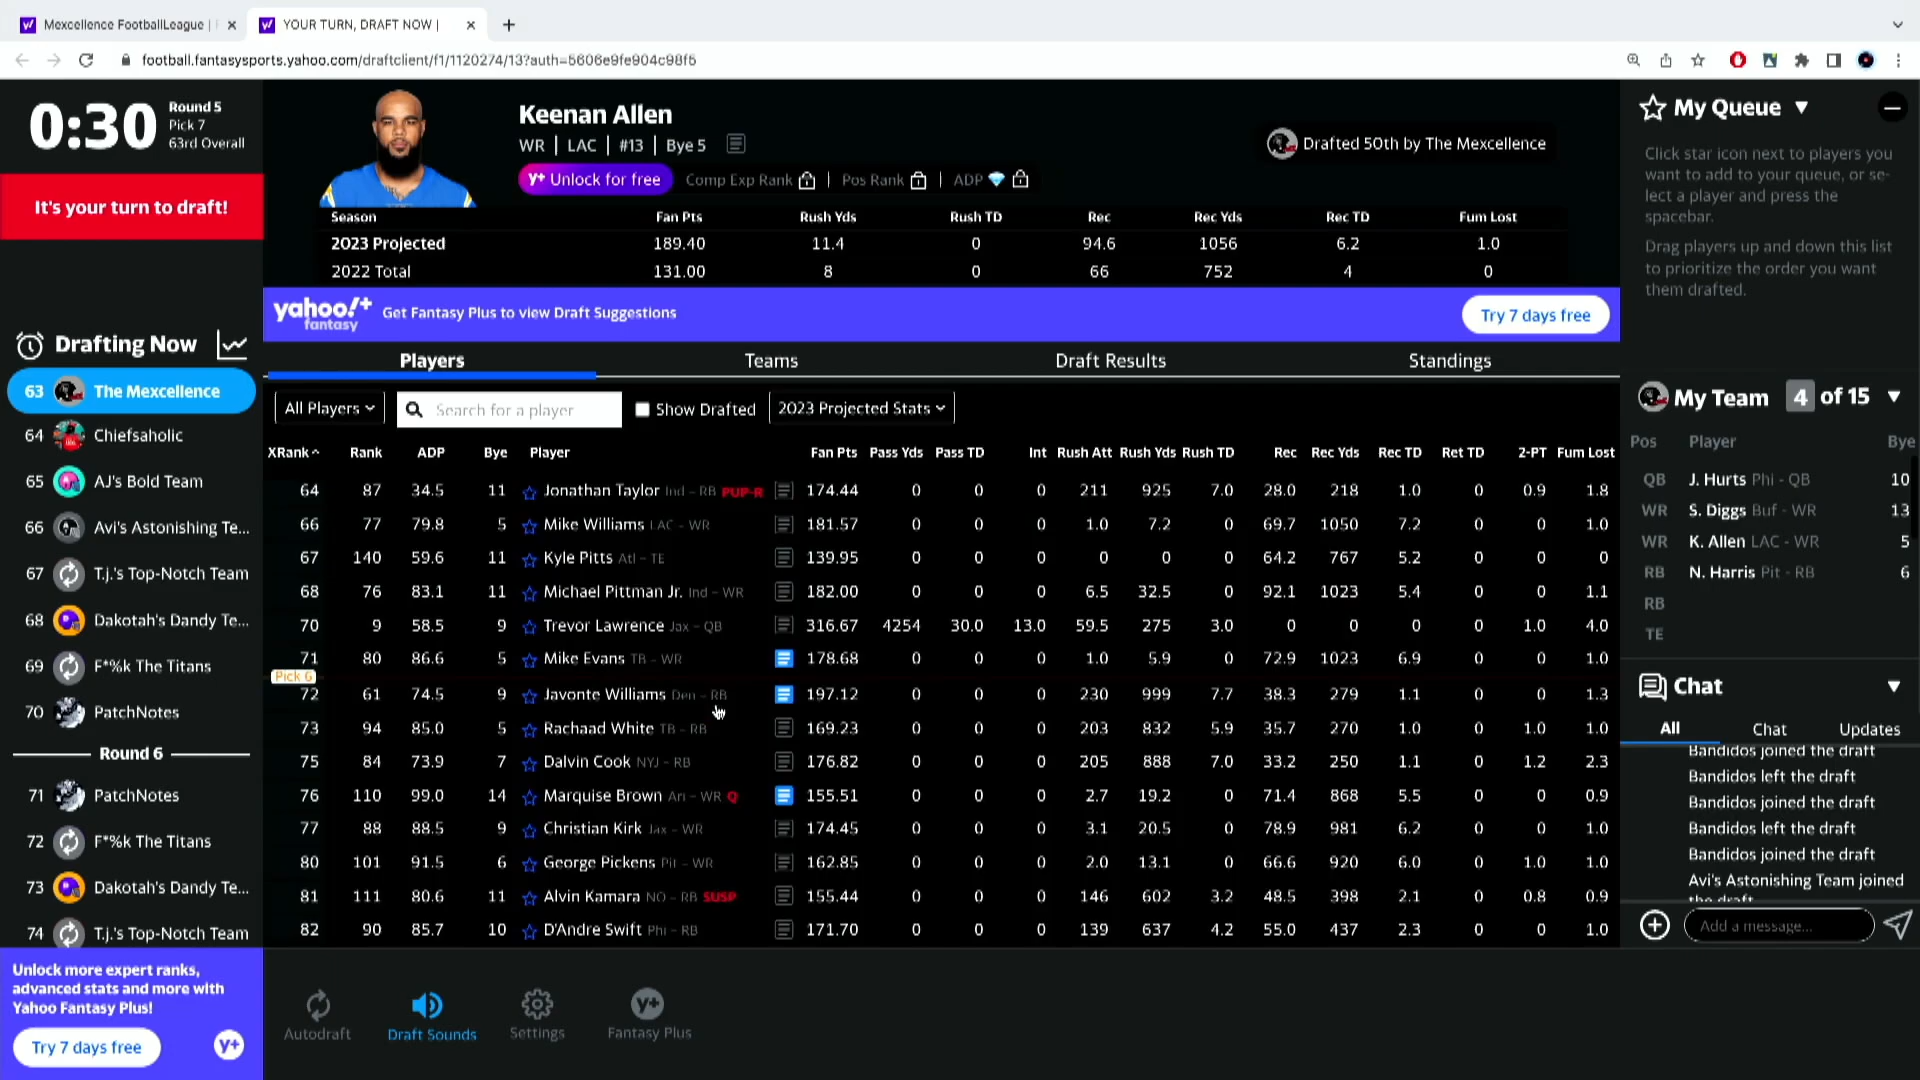 Mexcellence FootballLeague |
YOUR TURN, DRAFT NOW |
football.fantasysports.yahoo.com/draftclient/f1/1120274/13?auth=5606e9fe904c98f5
0:30
Round 5
Pick 7
63rd Overall
It's your turn to draft!
Drafting Now
63 The Mexcellence
64 Chiefsaholic
65 AJ's Bold Team
66 Avi's Astonishing Te...
67 T.j.'s Top-Notch Team
68 Dakotah's Dandy Te...
69 F*%k The Titans
70 PatchNotes
Round 6
71 PatchNotes
72 F*%k The Titans
73 Dakotah's Dandy Te...
74 T.j.'s Top-Notch Team
Unlock more expert ranks,
advanced stats and more with
Yahoo Fantasy Plus!
Try 7 days free
y+
Keenan Allen
WR | LAC | #13 | Bye 5
Drafted 50th by The Mexcellence
y+ Unlock for free Comp Exp Rank | Pos Rank | ADP
Season Fan Pts Rush Yds Rush TD Rec Rec Yds Rec TD Fum Lost
2023 Projected 189.40 11.4 0 94.6 1056 6.2 1.0
2022 Total 131.00 8 0 66 752 4 0
yahoo!+ fantasy Get Fantasy Plus to view Draft Suggestions Try 7 days free
Players Teams Draft Results Standings
All Players Search for a player Show Drafted 2023 Projected Stats
XRank Rank ADP Bye Player Fan Pts Pass Yds Pass TD Int Rush Att Rush Yds Rush TD Rec Rec Yds Rec TD Ret TD 2-PT Fum Lost
64 87 34.5 11 Jonathan Taylor Ind - RB PUP-R 174.44 0 0 0 211 925 7.0 28.0 218 1.0 0 0.9 1.8
66 77 79.8 5 Mike Williams LAC - WR 181.57 0 0 0 1.0 7.2 0 69.7 1050 7.2 0 0 1.0
67 140 59.6 11 Kyle Pitts Atl - TE 139.95 0 0 0 0 0 0 64.2 767 5.2 0 0 0
68 76 83.1 11 Michael Pittman Jr. Ind - WR 182.00 0 0 0 6.5 32.5 0 92.1 1023 5.4 0 0 1.1
70 9 58.5 9 Trevor Lawrence Jax - QB 316.67 4254 30.0 13.0 59.5 275 3.0 0 0 0 0 1.0 4.0
71 80 86.6 5 Mike Evans TB - WR 178.68 0 0 0 1.0 5.9 0 72.9 1023 6.9 0 0 1.0
Pick 6
72 61 74.5 9 Javonte Williams Den - RB 197.12 0 0 0 230 999 7.7 38.3 279 1.1 0 0 1.3
73 94 85.0 5 Rachaad White TB - RB 169.23 0 0 0 203 832 5.9 35.7 270 1.0 0 1.0 1.0
75 84 73.9 7 Dalvin Cook NYJ - RB 176.82 0 0 0 205 888 7.0 33.2 250 1.1 0 1.2 2.3
76 110 99.0 14 Marquise Brown Ari - WR Q 155.51 0 0 0 2.7 19.2 0 71.4 868 5.5 0 0 0.9
77 88 88.5 9 Christian Kirk Jax - WR 174.45 0 0 0 3.1 20.5 0 78.9 981 6.2 0 0 1.0
80 101 91.5 6 George Pickens Pit - WR 162.85 0 0 0 2.0 13.1 0 66.6 920 6.0 0 1.0 1.0
81 111 80.6 11 Alvin Kamara NO - RB SUSP 155.44 0 0 0 146 602 3.2 48.5 398 2.1 0 0.8 0.9
82 90 85.7 10 D'Andre Swift Phi - RB 171.70 0 0 0 139 637 4.2 55.0 437 2.3 0 0 1.0
Autodraft Draft Sounds Settings Fantasy Plus
My Queue
Click star icon next to players you
want to add to your queue, or se-
lect a player and press the
spacebar.
Drag players up and down this list
to prioritize the order you want
them drafted.
My Team 4 of 15
Pos Player Bye
QB J. Hurts Phi - QB 10
WR S. Diggs Buf - WR 13
WR K. Allen LAC - WR 5
RB N. Harris Pit - RB 6
RB
TE
Chat
All Chat Updates
Bandidos joined the draft
Bandidos left the draft
Bandidos joined the draft
Bandidos left the draft
Bandidos joined the draft
Avi's Astonishing Team joined
the draft
Add a message...